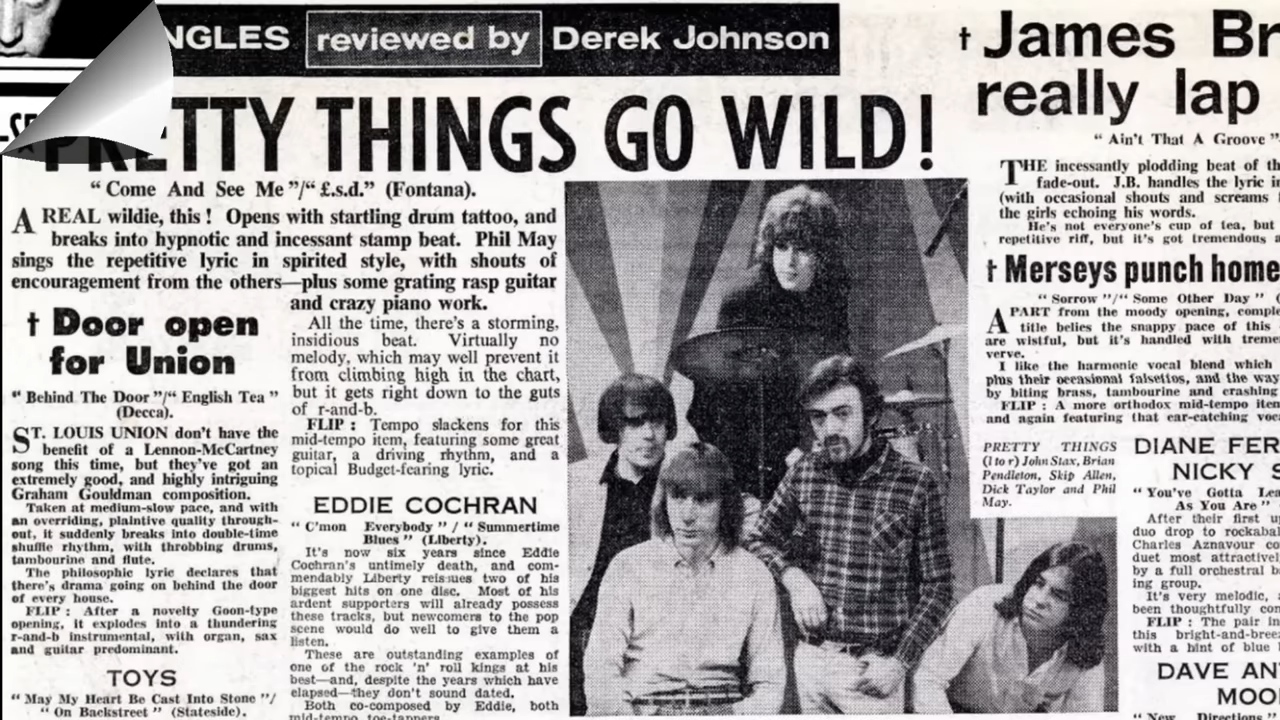 NGLES reviewed by Derek Johnson
PRETTY THINGS GO WILD!
“ Come And See Me ”/“ £.s.d.” (Fontana).
A REAL wildie, this ! Opens with startling drum tattoo, and
breaks into hypnotic and incessant stamp beat. Phil May
sings the repetitive lyric in spirited style, with shouts of
encouragement from the others—plus some grating rasp guitar
and crazy piano work.
All the time, there's a storming,
insidious beat. Virtually no
melody, which may well prevent it
from climbing high in the chart,
but it gets right down to the guts
of r-and-b.
FLIP : Tempo slackens for this
mid-tempo item, featuring some great
guitar, a driving rhythm, and a
topical Budget-fearing lyric.
† Door open
for Union
“ Behind The Door ”/“ English Tea ”
(Decca).
ST. LOUIS UNION don't have the
benefit of a Lennon-McCartney
song this time, but they've got an
extremely good, and highly intriguing
Graham Gouldman composition.
Taken at medium-slow pace, and with
an overriding, plaintive quality through-
out, it suddenly breaks into double-time
shuffle rhythm, with throbbing drums,
tambourine and flute.
The philosophic lyric declares that
there's drama going on behind the door
of every house.
FLIP : After a novelty Goon-type
opening, it explodes into a thundering
r-and-b instrumental, with organ, sax
and guitar predominant.
TOYS
“ May My Heart Be Cast Into Stone ”/
“ On Backstreet ” (Stateside).
EDDIE COCHRAN
“ C'mon Everybody ” / “ Summertime
Blues ” (Liberty).
It's now six years since Eddie
Cochran's untimely death, and com-
mendably Liberty reissues two of his
biggest hits on one disc. Most of his
ardent supporters will already possess
these tracks, but newcomers to the pop
scene would do well to give them a
listen.
These are outstanding examples of
one of the rock 'n' roll kings at his
best—and, despite the years which have
elapsed—they don't sound dated.
Both co-composed by Eddie, both
mid-tempo toe-tappers.
† James Br
really lap
“ Ain't That A Groove ”
THE incessantly plodding beat of th
fade-out. J.B. handles the lyric i
(with occasional shouts and screams
the girls echoing his words.
He's not everyone's cup of tea, but
repetitive riff, but it's got tremendous a
† Merseys punch home
“ Sorrow ”/“ Some Other Day ” (
APART from the moody opening, compl
title belies the snappy pace of this
are wistful, but it's handled with treme
verve.
I like the harmonic vocal blend which
plus their occasional falsettos, and the way
by biting brass, tambourine and crashing
FLIP : A more orthodox mid-tempo item
and again featuring that ear-catching voc
PRETTY THINGS
(l to r) John Stax, Brian
Pendleton, Skip Allen,
Dick Taylor and Phil
May.
DIANE FER
NICKY S
“ You've Gotta Lea
As You Are ”
After their first u
duo drop to rockabal
Charles Aznavour co
duet most attractivel
by a full orchestral b
ing group.
It's very melodic, a
been thoughtfully con
FLIP : The pair in
this bright-and-bree
with a hint of blue b
DAVE AN
MOO
“ New Directions ”